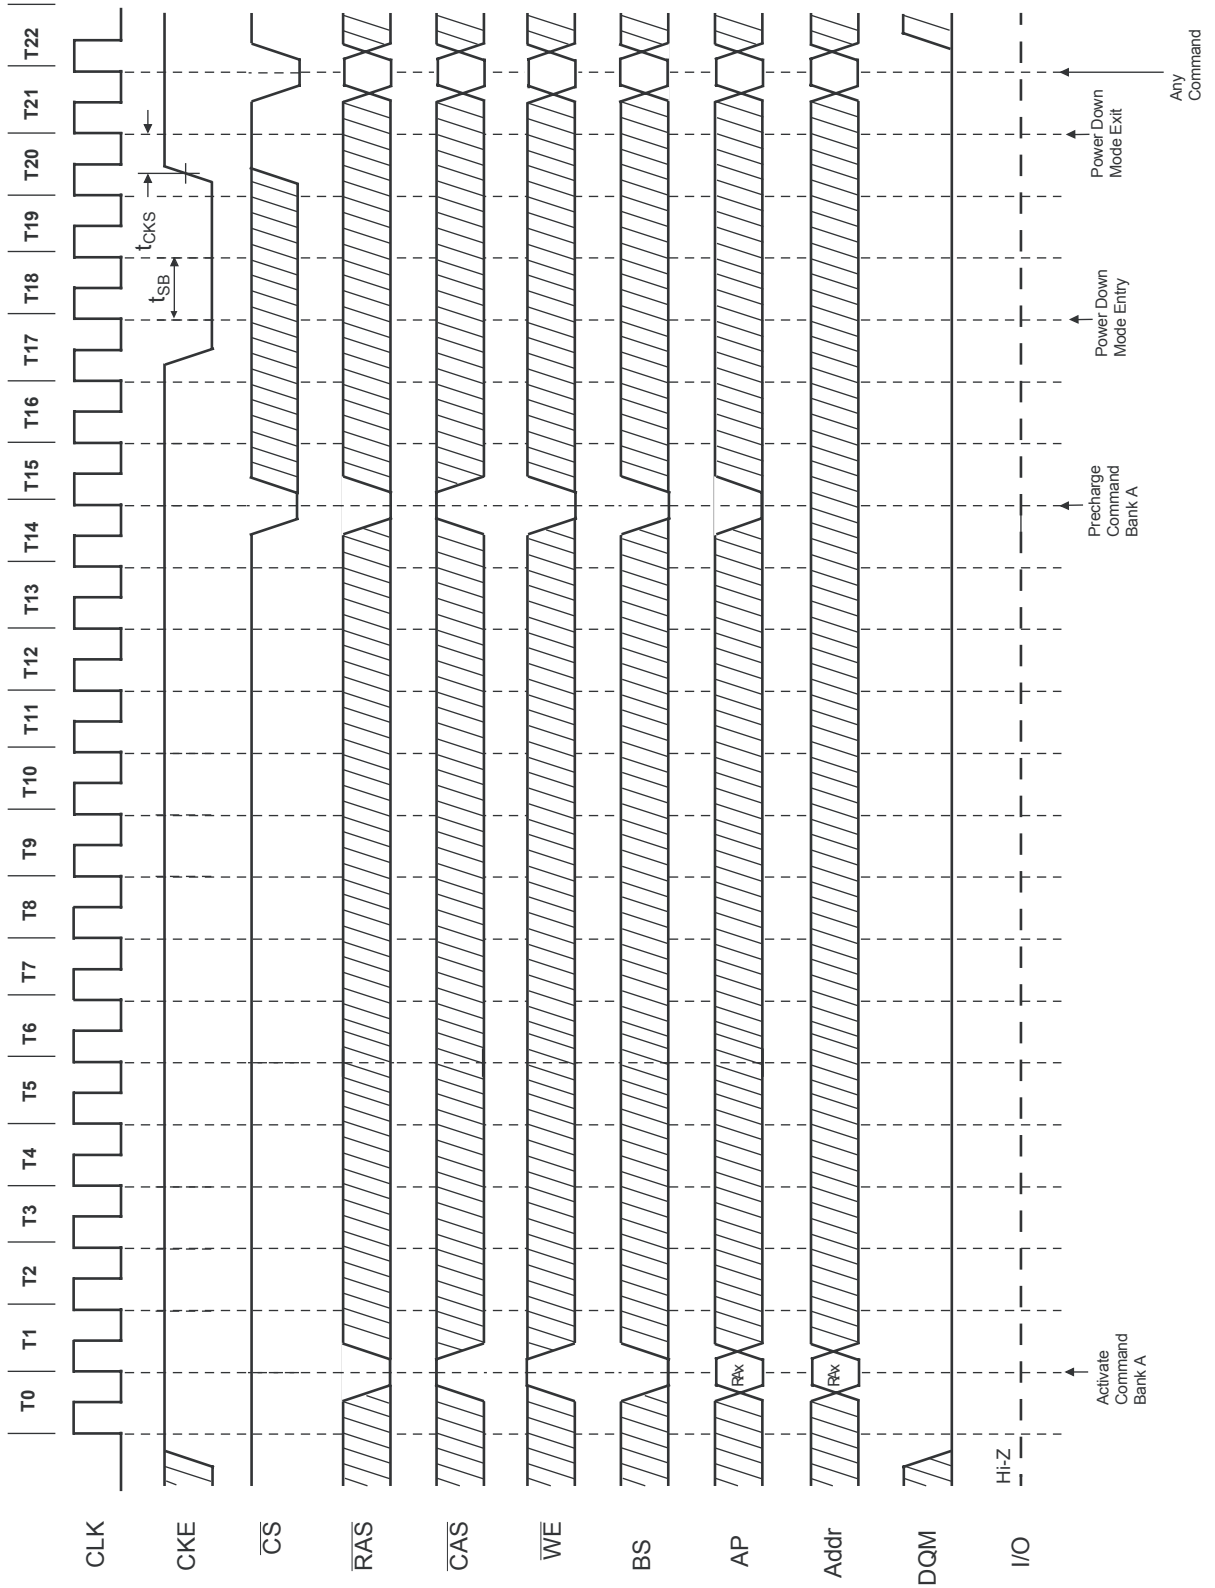 T0 T1 T2 T3 T4 T5 T6 T7 T8 T9 T10 T11 T12 T13 T14 T15 T16 T17 T18 T19 T20 T21 T22
CLK
CKE
tSB
tCKS
CS
RAS
CAS
WE
BS
AP
RAx
Addr
RAx
DQM
I/O
Hi-Z
Activate
Command
Bank A
Precharge
Command
Bank A
Power Down
Mode Entry
Power Down
Mode Exit
Any
Command